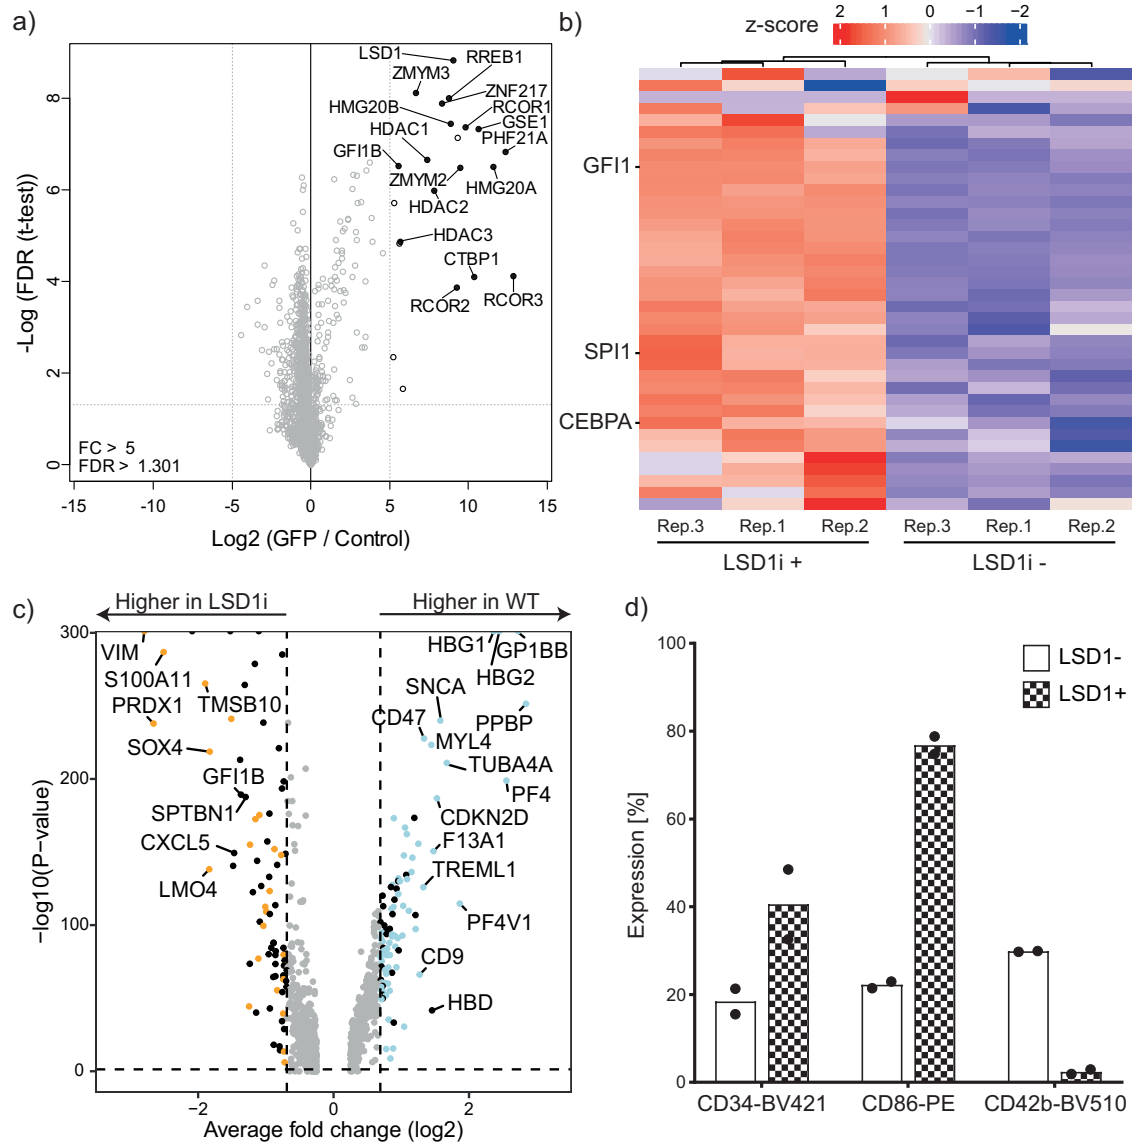 a)
LSD1
RREB1
ZMYM3
ZNF217
HMG20B
RCOR1
GSE1
HDAC1
PHF21A
GFI1B
ZMYM2
HMG20A
HDAC2
HDAC3
CTBP1
RCOR2
RCOR3
8
6
4
2
0
-Log (FDR (t-test))
FC > 5
FDR > 1.301
-15
-10
-5
0
5
10
15
Log2 (GFP / Control)
b)
z-score
2
1
0
-1
-2
GFI1
SPI1
CEBPA
Rep.3
Rep.1
Rep.2
Rep.3
Rep.1
Rep.2
LSD1i +
LSD1i -
c)
Higher in LSD1i
Higher in WT
300
200
100
0
−log10(P−value)
VIM
S100A11
PRDX1
TMSB10
SOX4
GFI1B
SPTBN1
CXCL5
LMO4
HBG1
GP1BB
HBG2
SNCA
PPBP
CD47
MYL4
TUBA4A
PF4
CDKN2D
F13A1
TREML1
PF4V1
CD9
HBD
−2
0
2
Average fold change (log2)
d)
LSD1-
LSD1+
100
80
60
40
20
0
Expression [%]
CD34-BV421
CD86-PE
CD42b-BV510